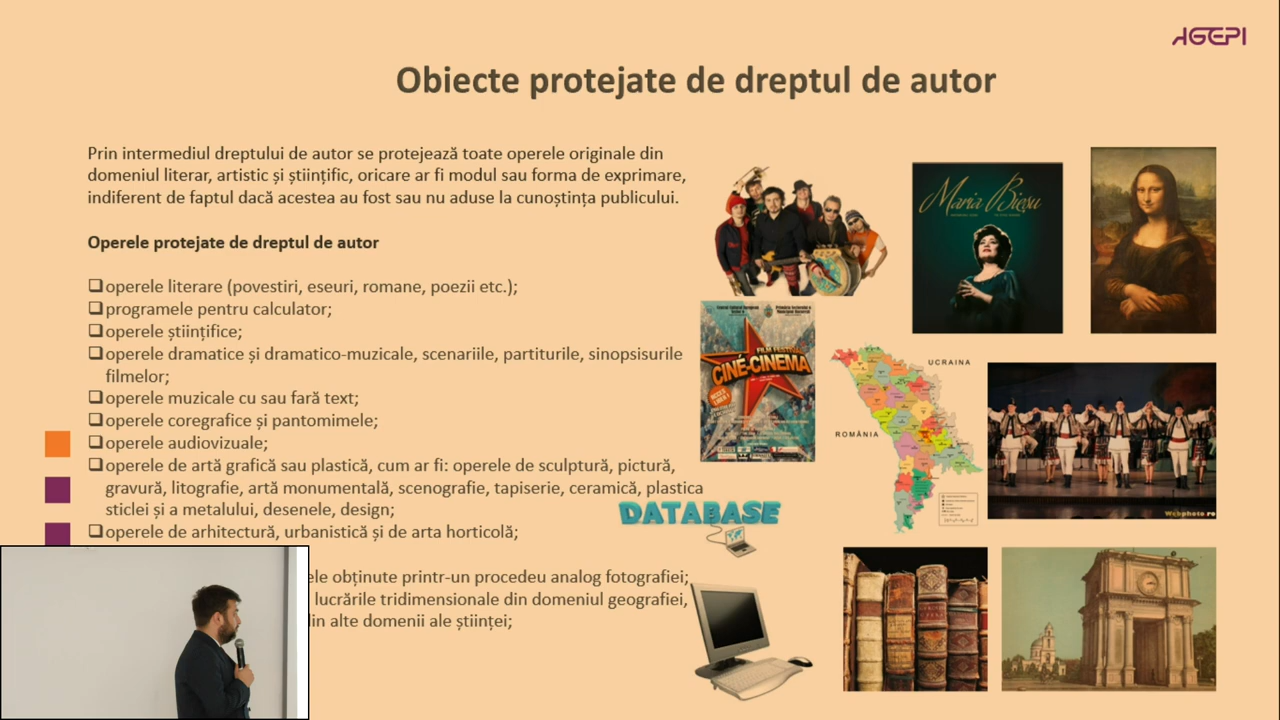 AGEPI
Obiecte protejate de dreptul de autor
Prin intermediul dreptului de autor se protejează toate operele originale din
domeniul literar, artistic și științific, oricare ar fi modul sau forma de exprimare,
indiferent de faptul dacă acestea au fost sau nu aduse la cunoștința publicului.
Operele protejate de dreptul de autor
operele literare (povestiri, eseuri, romane, poezii etc.);
programele pentru calculator;
operele științifice;
operele dramatice și dramatico-muzicale, scenariile, partiturile, sinopsisurile
filmelor;
operele muzicale cu sau fară text;
operele coregrafice și pantomimele;
operele audiovizuale;
operele de artă grafică sau plastică, cum ar fi: operele de sculptură, pictură,
gravură, litografie, artă monumentală, scenografie, tapiserie, ceramică, plastica
sticlei și a metalului, desenele, design;
operele de arhitectură, urbanistică și de arta horticolă;
ele obținute printr-un procedeu analog fotografiei;
lucrările tridimensionale din domeniul geografiei,
din alte domenii ale științei;
Maria Bieșu
FILM FESTIVAL
CINÉ-CINEMA
UCRAINA
ROMÂNIA
DATABASE
Webphoto.ro